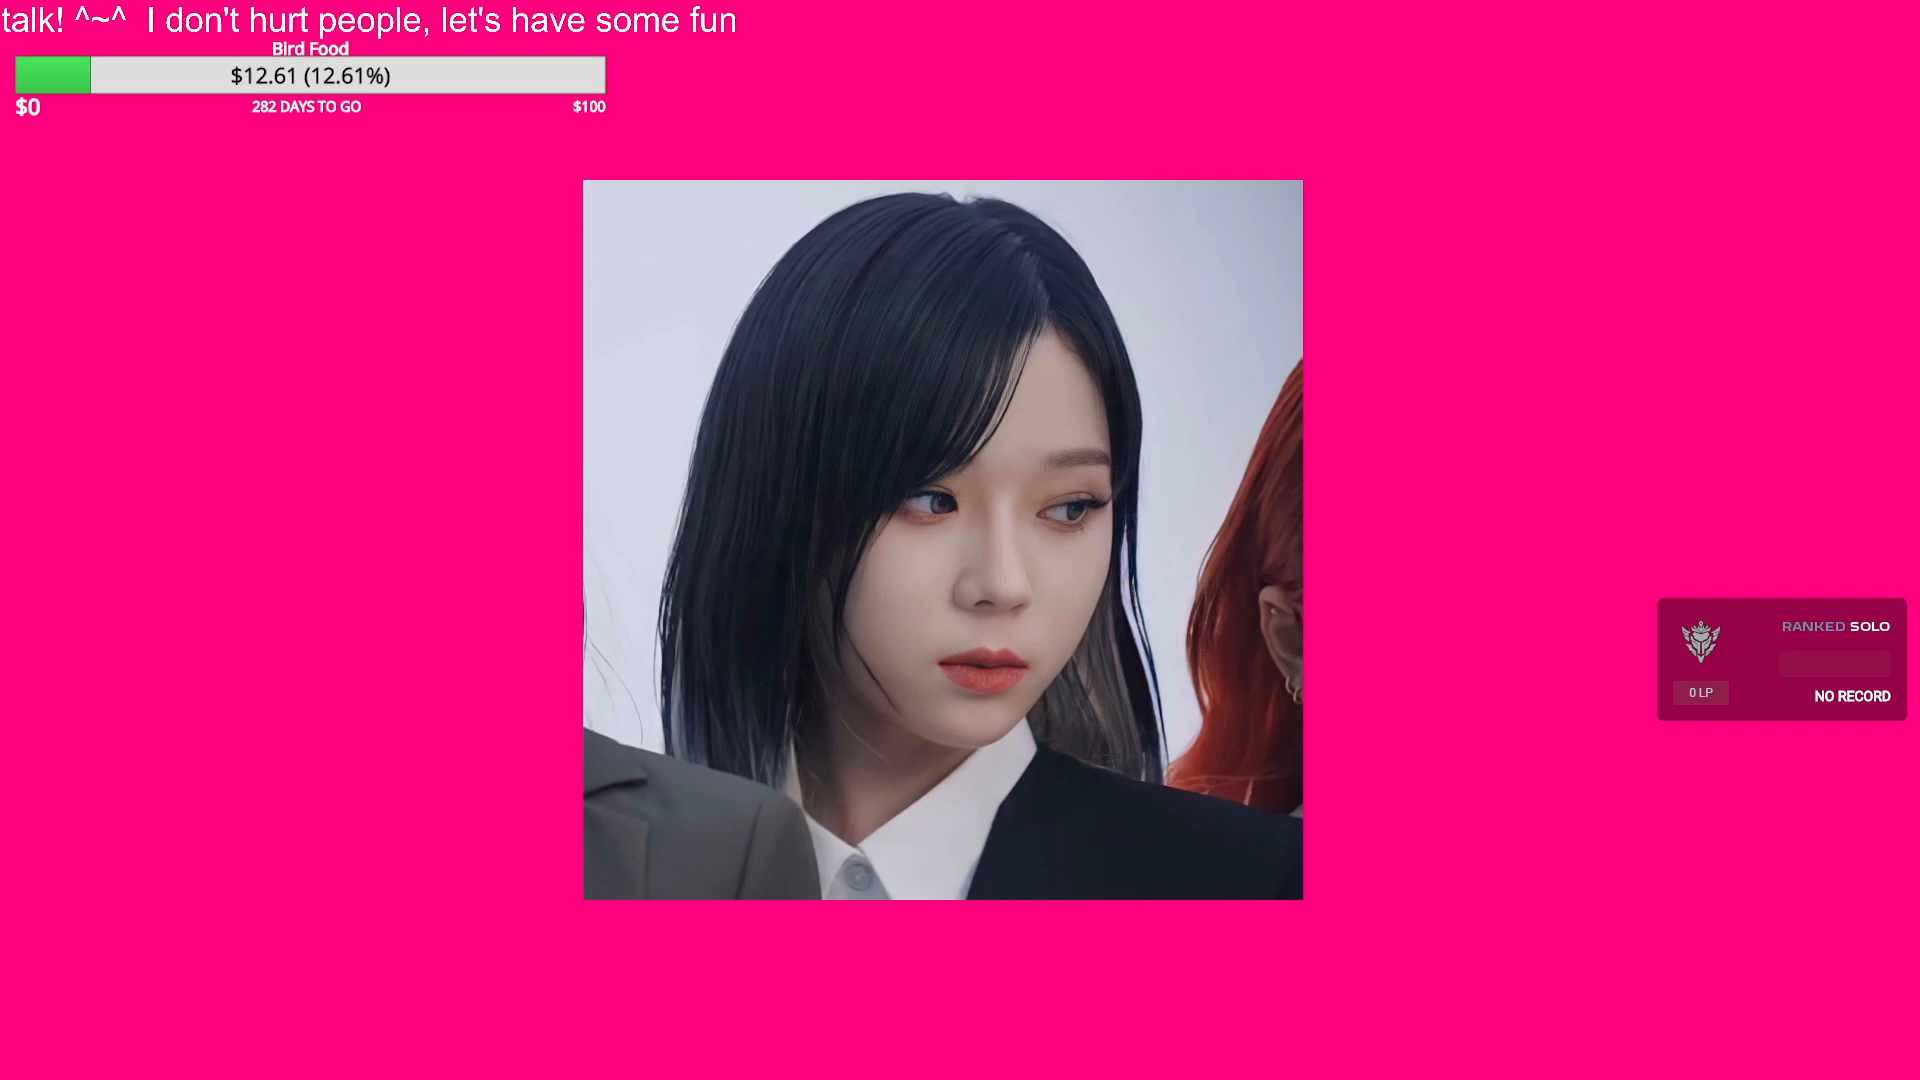 talk! ^~^  I don't hurt people, let's have some fun
Bird Food
$12.61 (12.61%)
$0
282 DAYS TO GO
$100
RANKED SOLO
0 LP
NO RECORD